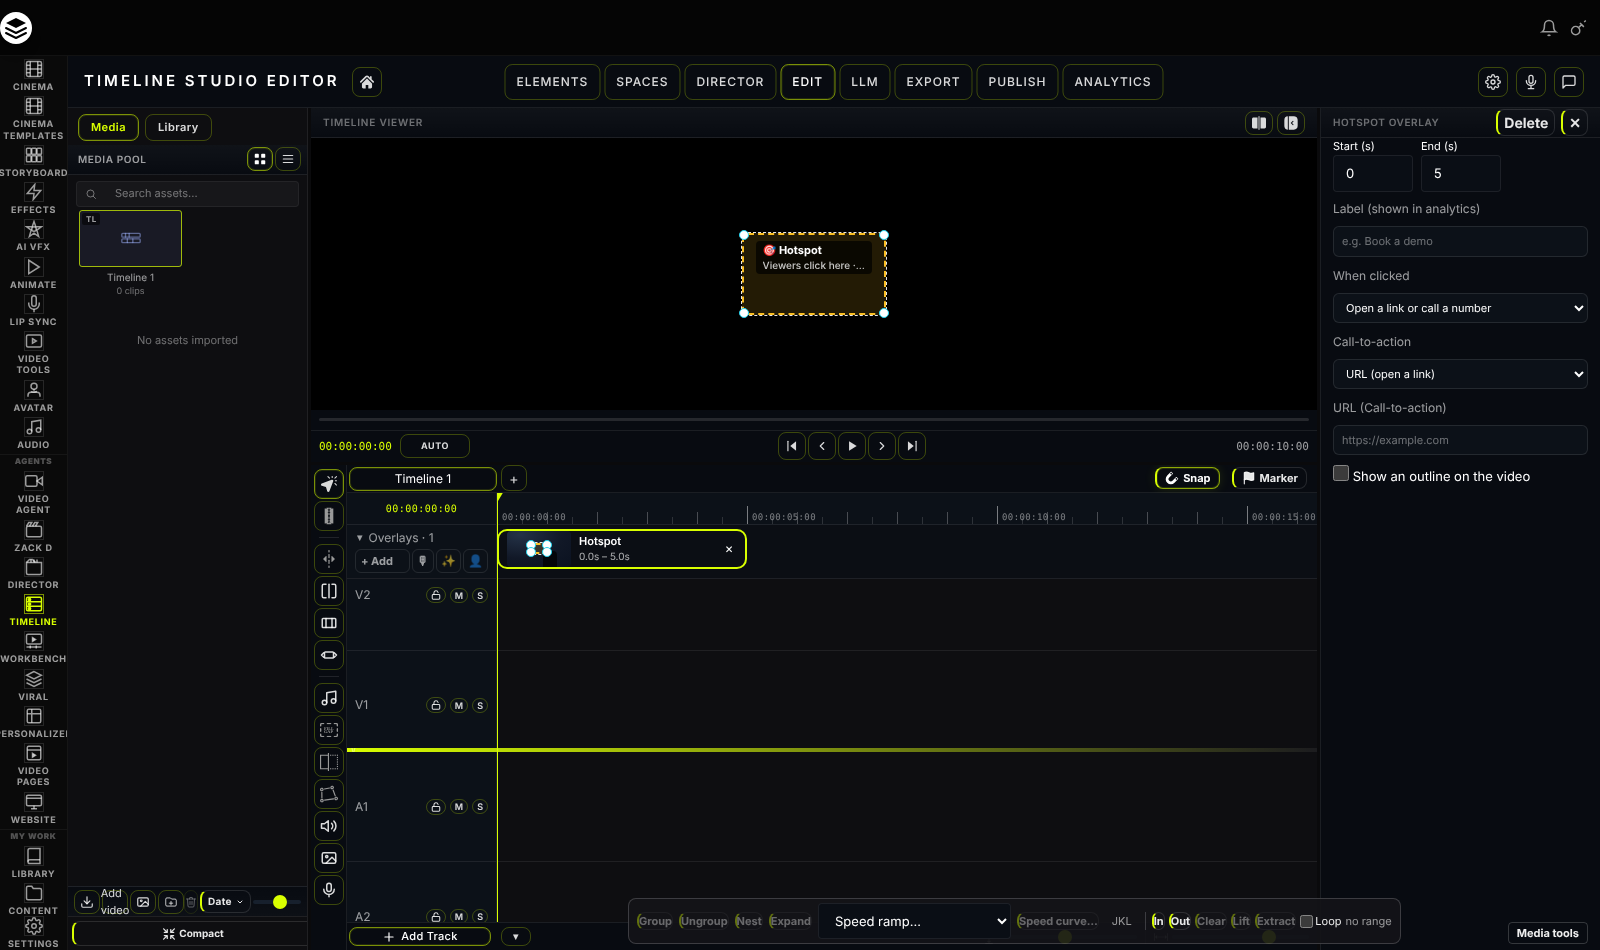 TIMELINE STUDIO EDITOR
ELEMENTS
SPACES
DIRECTOR
EDIT
LLM
EXPORT
PUBLISH
ANALYTICS
CINEMA
CINEMA
TEMPLATES
STORYBOARD
EFFECTS
AI VFX
ANIMATE
LIP SYNC
VIDEO
TOOLS
AVATAR
AUDIO
AGENTS
VIDEO
AGENT
ZACK D
DIRECTOR
TIMELINE
WORKBENCH
VIRAL
PERSONALIZE
VIDEO
PAGES
WEBSITE
MY WORK
LIBRARY
CONTENT
SETTINGS
Media
Library
MEDIA POOL
Search assets...
TL
Timeline 1
0 clips
No assets imported
Add
video
Date
Compact
TIMELINE VIEWER
🎯 Hotspot
Viewers click here ·...
00:00:00:00
AUTO
00:00:10:00
Timeline 1
+
Snap
Marker
00:00:00:00
00:00:00:00
00:00:05:00
00:00:10:00
00:00:15:00
▾ Overlays · 1
+ Add
Hotspot
0.0s – 5.0s
×
V2
M
S
V1
M
S
A1
M
S
A2
M
S
+ Add Track
▾
Group
Ungroup
Nest
Expand
Speed ramp...
Speed curve...
JKL
In
Out
Clear
Lift
Extract
Loop
no range
HOTSPOT OVERLAY
Delete
✕
Start (s)
End (s)
0
5
Label (shown in analytics)
e.g. Book a demo
When clicked
Open a link or call a number
Call-to-action
URL (open a link)
URL (Call-to-action)
https://example.com
Show an outline on the video
Media tools